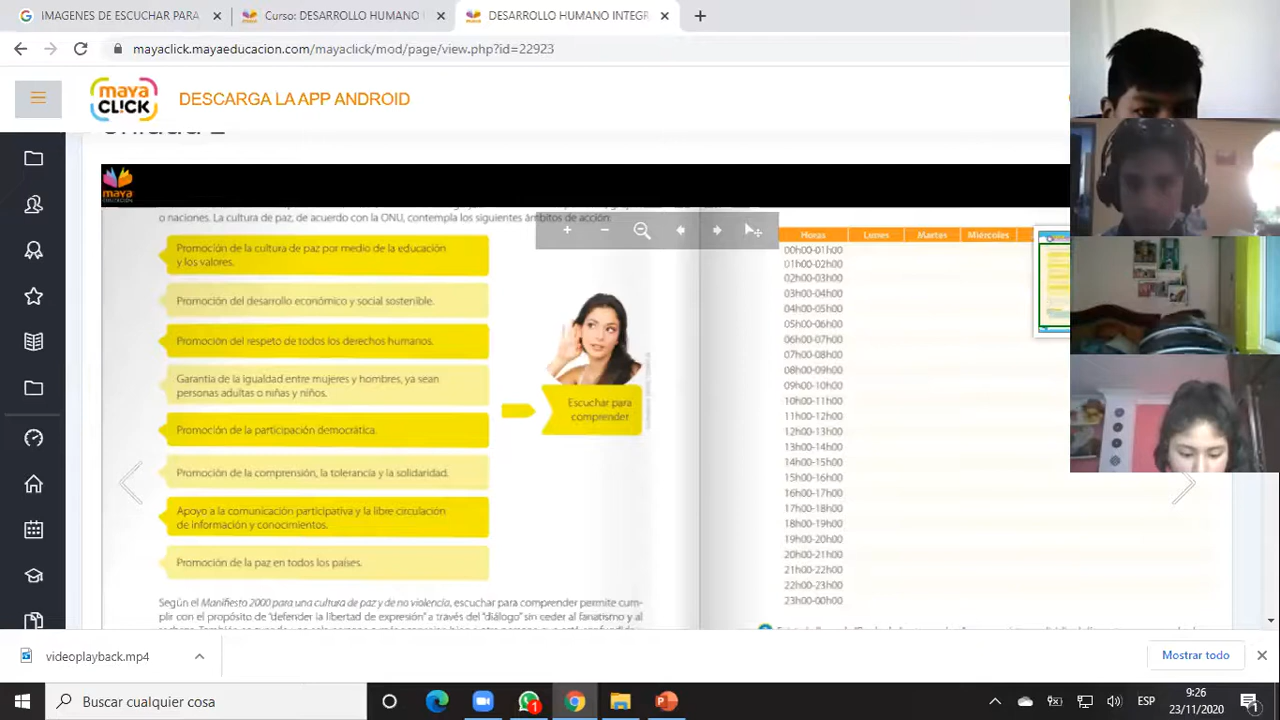 IMAGENES DE ESCUCHAR PARA
Curso: DESARROLLO HUMANO
DESARROLLO HUMANO INTEGR
mayaclick.mayaeducacion.com/mayaclick/mod/page/view.php?id=22923
maya CLICK
DESCARGA LA APP ANDROID
maya
o naciones. La cultura de paz, de acuerdo con la ONU, contempla los siguientes ámbitos de acción:
Promoción de la cultura de paz por medio de la educación
y los valores.
Promoción del desarrollo económico y social sostenible.
Promoción del respeto de todos los derechos humanos.
Garantía de la igualdad entre mujeres y hombres, ya sean
personas adultas o niñas y niños.
Promoción de la participación democrática.
Promoción de la comprensión, la tolerancia y la solidaridad.
Apoyo a la comunicación participativa y la libre circulación
de información y conocimientos.
Promoción de la paz en todos los países.
Escuchar para
comprender
Según el Manifiesto 2000 para una cultura de paz y de no violencia, escuchar para comprender permite cum-
plir con el propósito de "defender la libertad de expresión" a través del "diálogo" sin ceder al fanatismo y al
Horas Lunes Martes Miércoles
00h00-01h00
01h00-02h00
02h00-03h00
03h00-04h00
04h00-05h00
05h00-06h00
06h00-07h00
07h00-08h00
08h00-09h00
09h00-10h00
10h00-11h00
11h00-12h00
12h00-13h00
13h00-14h00
14h00-15h00
15h00-16h00
16h00-17h00
17h00-18h00
18h00-19h00
19h00-20h00
20h00-21h00
21h00-22h00
22h00-23h00
23h00-00h00
videoplayback.mp4
Mostrar todo
Buscar cualquier cosa
1
ESP
9:26
23/11/2020
1